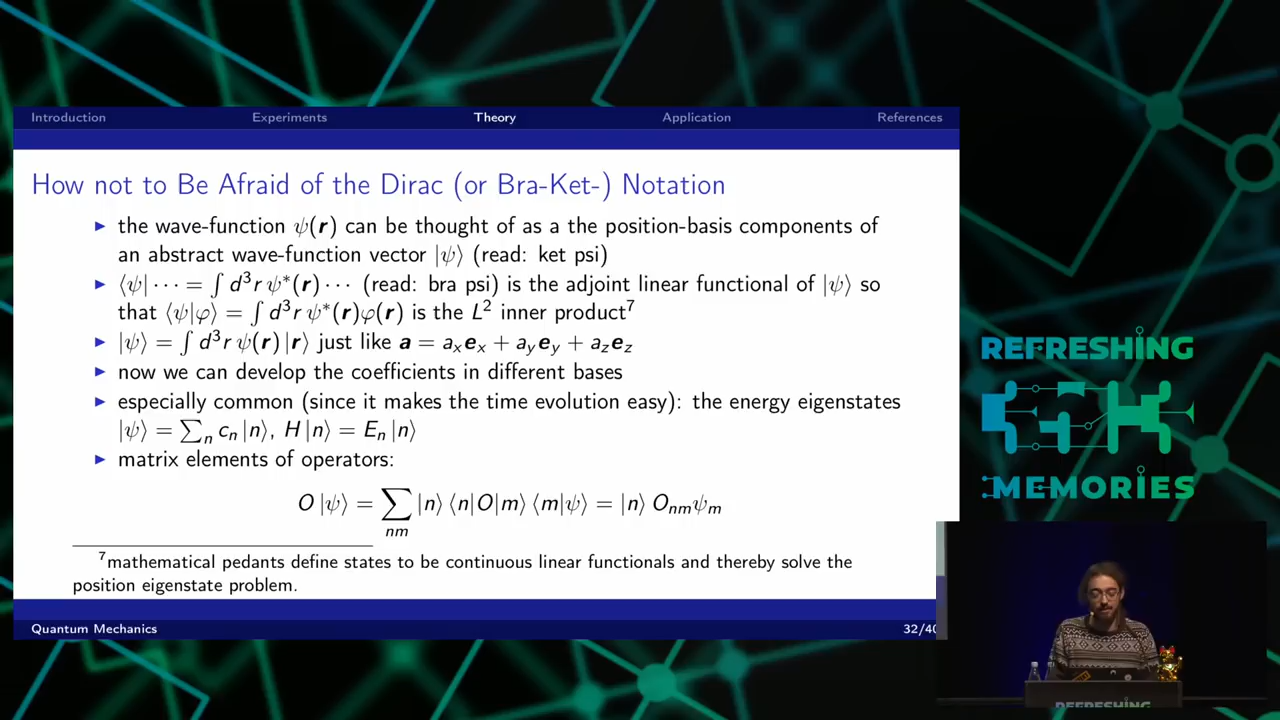 Introduction Experiments Theory Application References
How not to Be Afraid of the Dirac (or Bra-Ket-) Notation
▶ the wave-function ψ(r) can be thought of as a the position-basis components of
an abstract wave-function vector |ψ⟩ (read: ket psi)
▶ ⟨ψ| ⋯ = ∫ d³r ψ*(r) ⋯ (read: bra psi) is the adjoint linear functional of |ψ⟩ so
that ⟨ψ|φ⟩ = ∫ d³r ψ*(r)φ(r) is the L² inner product⁷
▶ |ψ⟩ = ∫ d³r ψ(r) |r⟩ just like a = aₓeₓ + a_y e_y + a_z e_z
▶ now we can develop the coefficients in different bases
▶ especially common (since it makes the time evolution easy): the energy eigenstates
|ψ⟩ = ∑ₙ cₙ |n⟩, H |n⟩ = Eₙ |n⟩
▶ matrix elements of operators:
O |ψ⟩ = ∑ₙₘ |n⟩ ⟨n|O|m⟩ ⟨m|ψ⟩ = |n⟩ Oₙₘψₘ
⁷mathematical pedants define states to be continuous linear functionals and thereby solve the
position eigenstate problem.
Quantum Mechanics 32/40
REFRESHING
MEMORIES
REFRESHING